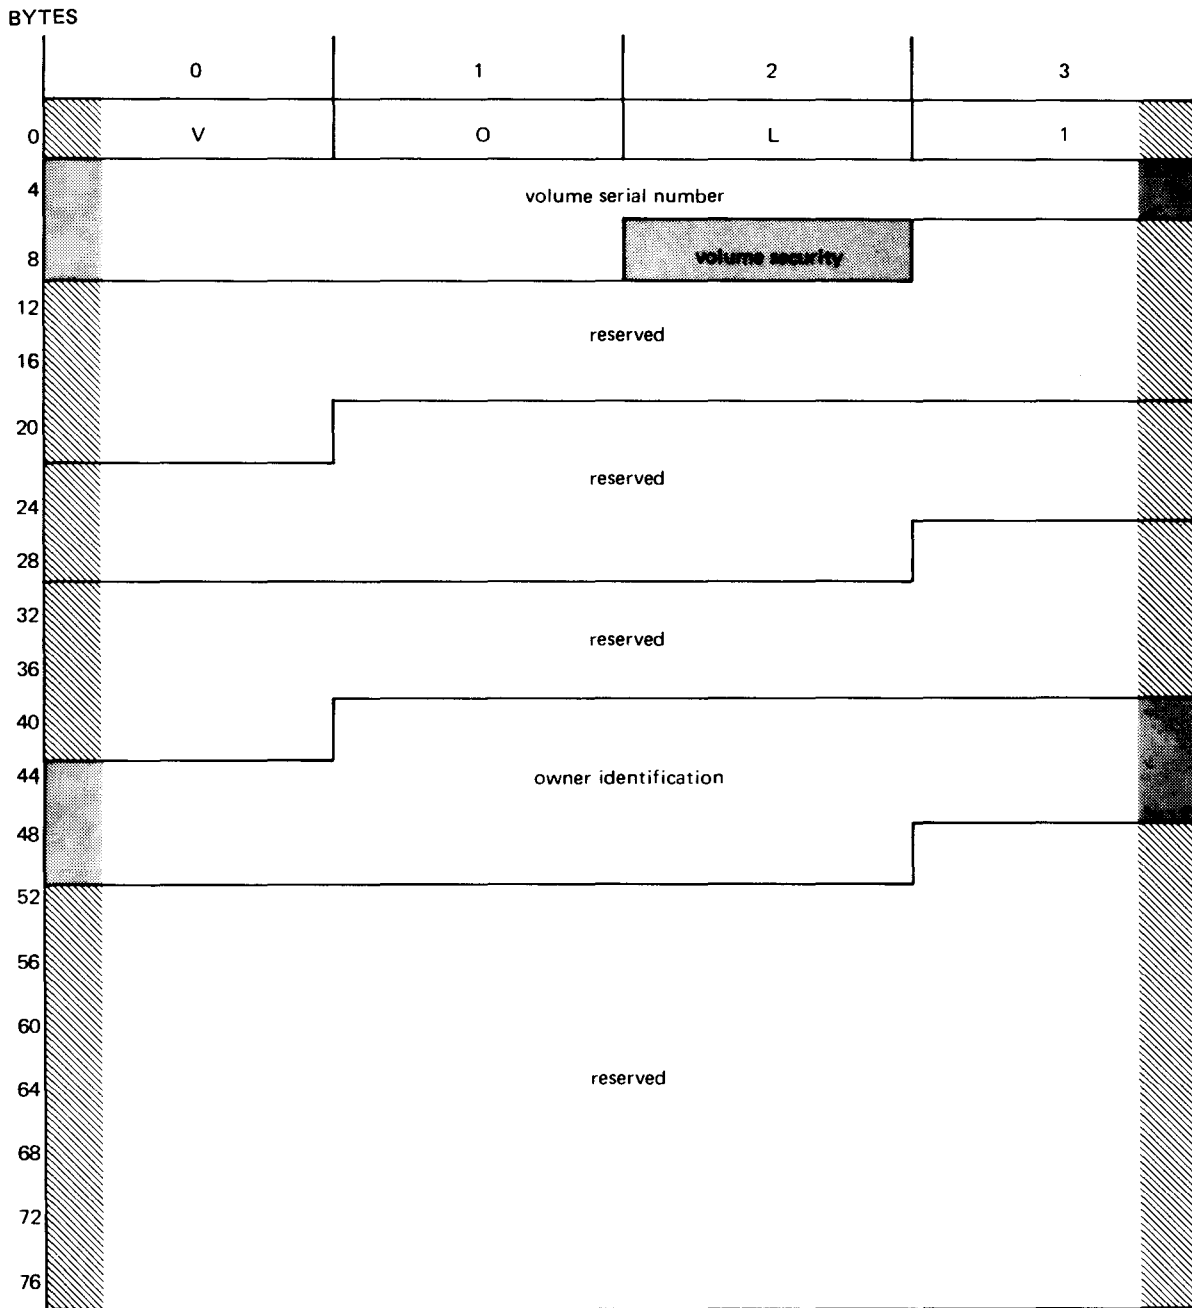 BYTES
0 1 2 3
0 V O L 1
4 volume serial number
8 volume security
12
reserved
16
20
reserved
24
28
32
reserved
36
40
44 owner identification
48
52
56
60
reserved
64
68
72
76